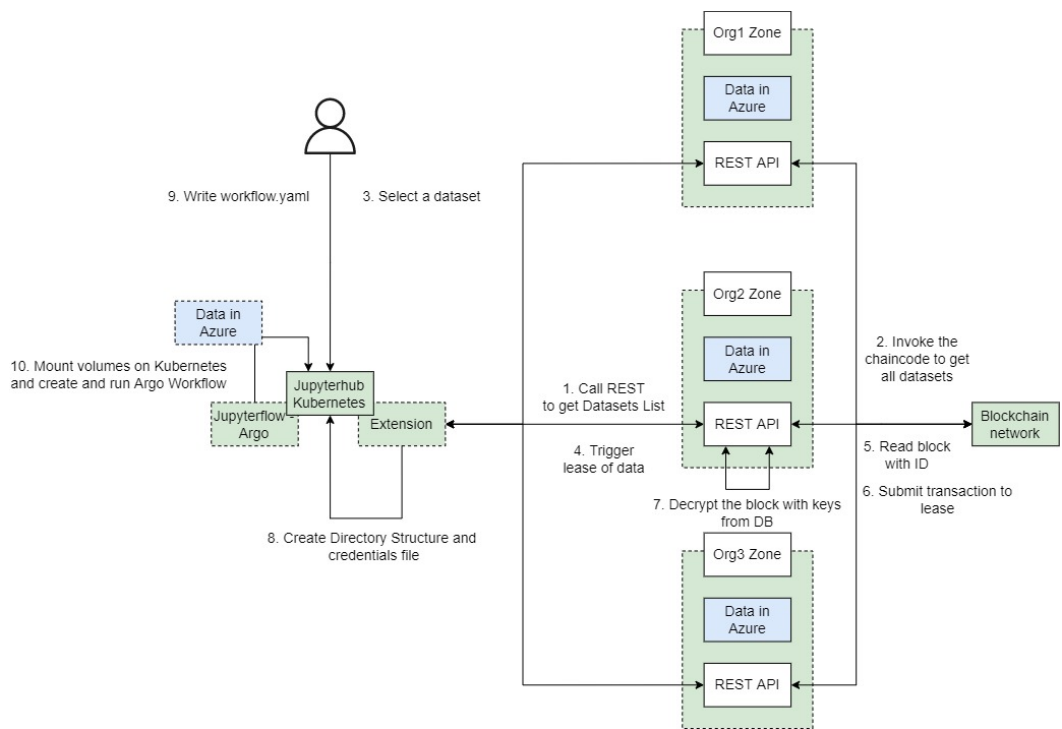 Org1 Zone
Data in
Azure
REST API
9. Write workflow.yaml
3. Select a dataset
Org2 Zone
Data in
Azure
REST API
Data in
Azure
10. Mount volumes on Kubernetes
and create and run Argo Workflow
Jupyterhub
Kubernetes
Jupyterflow -
Argo
Extension
1. Call REST
to get Datasets List
4. Trigger
lease of data
2. Invoke the
chaincode to get
all datasets
Blockchain
network
5. Read block
with ID
6. Submit transaction to
lease
7. Decrypt the block with keys
from DB
8. Create Directory Structure and
credentials file
Org3 Zone
Data in
Azure
REST API